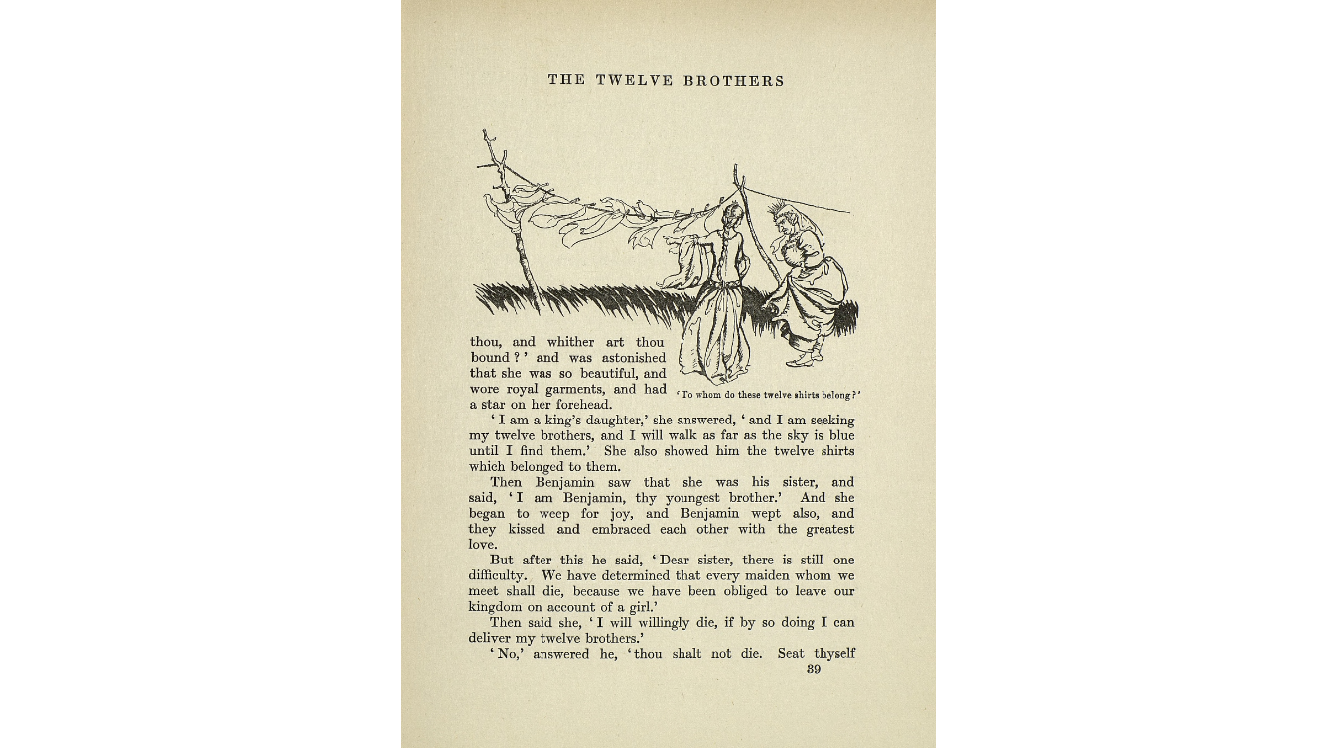 THE TWELVE BROTHERS
thou, and whither art thou
bound ? ’ and was astonished
that she was so beautiful, and
wore royal garments, and had
a star on her forehead.
‘ To whom do these twelve shirts belong ? ’
‘ I am a king’s daughter,’ she answered, ‘ and I am seeking
my twelve brothers, and I will walk as far as the sky is blue
until I find them.’ She also showed him the twelve shirts
which belonged to them.
Then Benjamin saw that she was his sister, and
said, ‘ I am Benjamin, thy youngest brother.’ And she
began to weep for joy, and Benjamin wept also, and
they kissed and embraced each other with the greatest
love.
But after this he said, ‘ Dear sister, there is still one
difficulty. We have determined that every maiden whom we
meet shall die, because we have been obliged to leave our
kingdom on account of a girl.’
Then said she, ‘ I will willingly die, if by so doing I can
deliver my twelve brothers.’
‘ No,’ answered he, ‘ thou shalt not die. Seat thyself
39